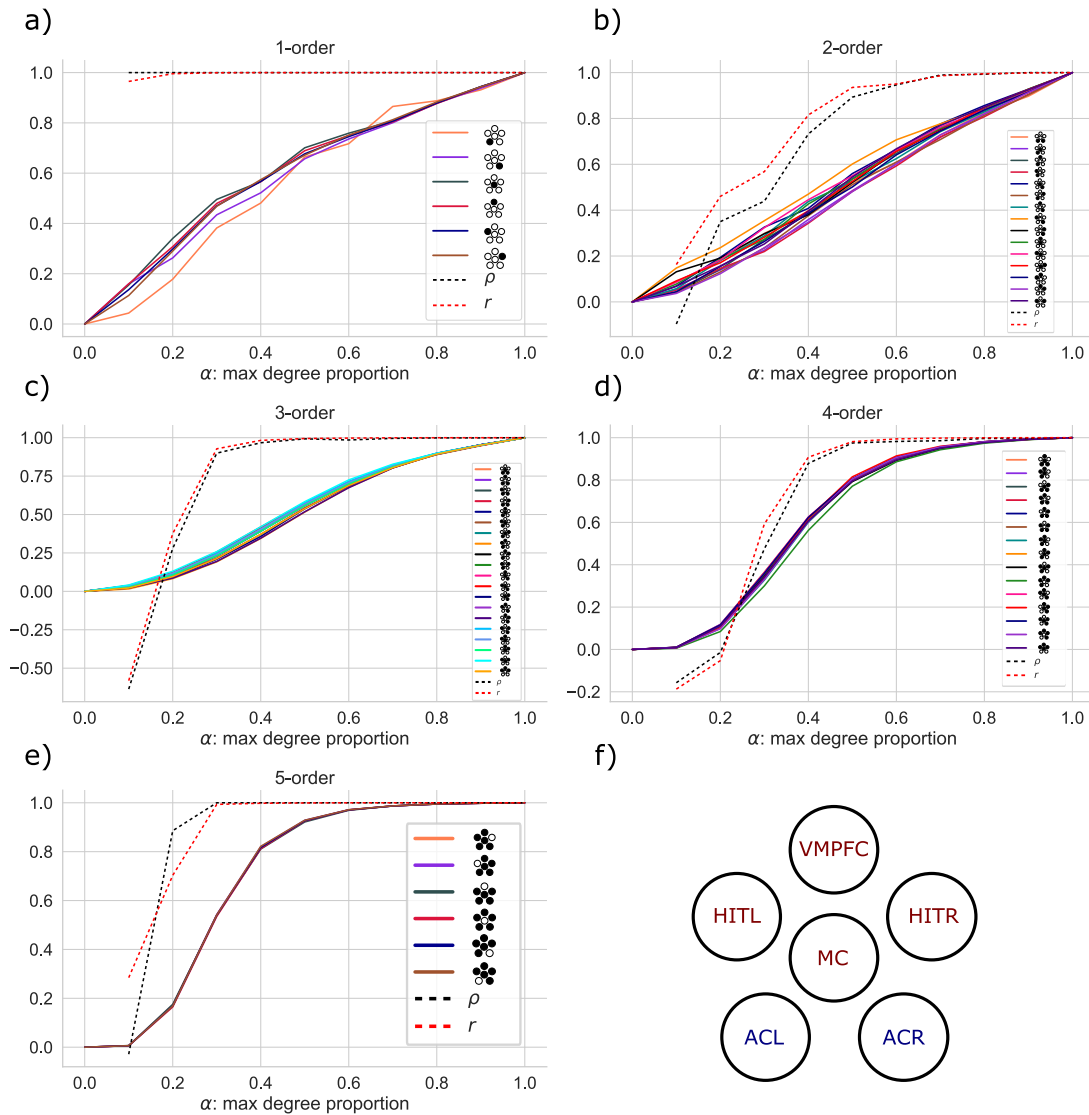 a)
1-order
1.0
0.8
0.6
0.4
0.2
0.0
ρ
r
0.0 0.2 0.4 0.6 0.8 1.0
α: max degree proportion
b)
2-order
1.0
0.8
0.6
0.4
0.2
0.0
ρ
r
0.0 0.2 0.4 0.6 0.8 1.0
α: max degree proportion
c)
3-order
1.00
0.75
0.50
0.25
0.00
−0.25
−0.50
ρ
r
0.0 0.2 0.4 0.6 0.8 1.0
α: max degree proportion
d)
4-order
1.0
0.8
0.6
0.4
0.2
0.0
−0.2
ρ
r
0.0 0.2 0.4 0.6 0.8 1.0
α: max degree proportion
e)
5-order
1.0
0.8
0.6
0.4
0.2
0.0
ρ
r
0.0 0.2 0.4 0.6 0.8 1.0
α: max degree proportion
f)
VMPFC
HITL HITR
MC
ACL ACR